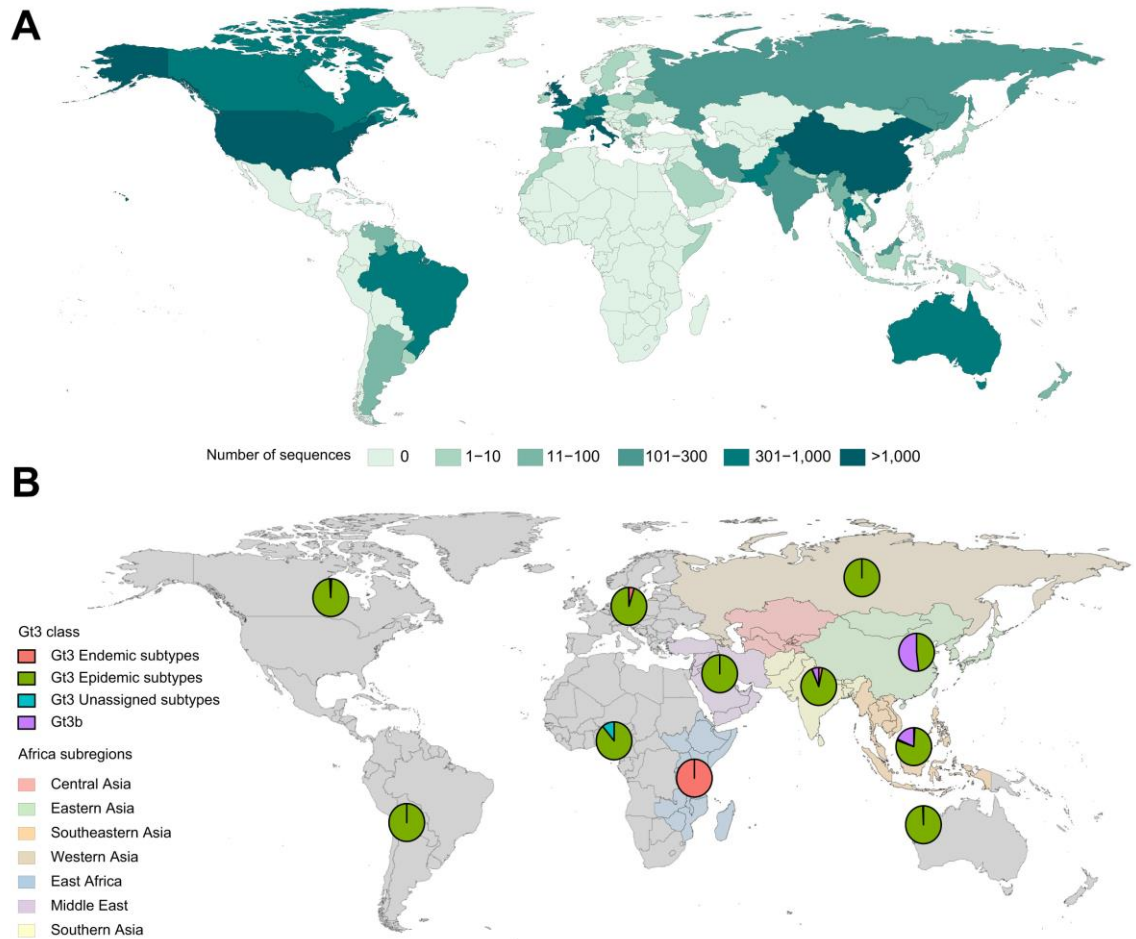 A
Number of sequences 0 1–10 11–100 101–300 301–1,000 >1,000
B
Gt3 class
Gt3 Endemic subtypes
Gt3 Epidemic subtypes
Gt3 Unassigned subtypes
Gt3b
Africa subregions
Central Asia
Eastern Asia
Southeastern Asia
Western Asia
East Africa
Middle East
Southern Asia